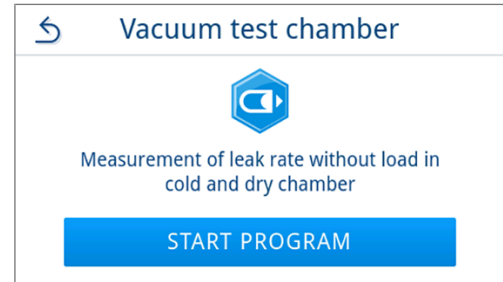 Vacuum test chamber
Measurement of leak rate without load in
cold and dry chamber
START PROGRAM